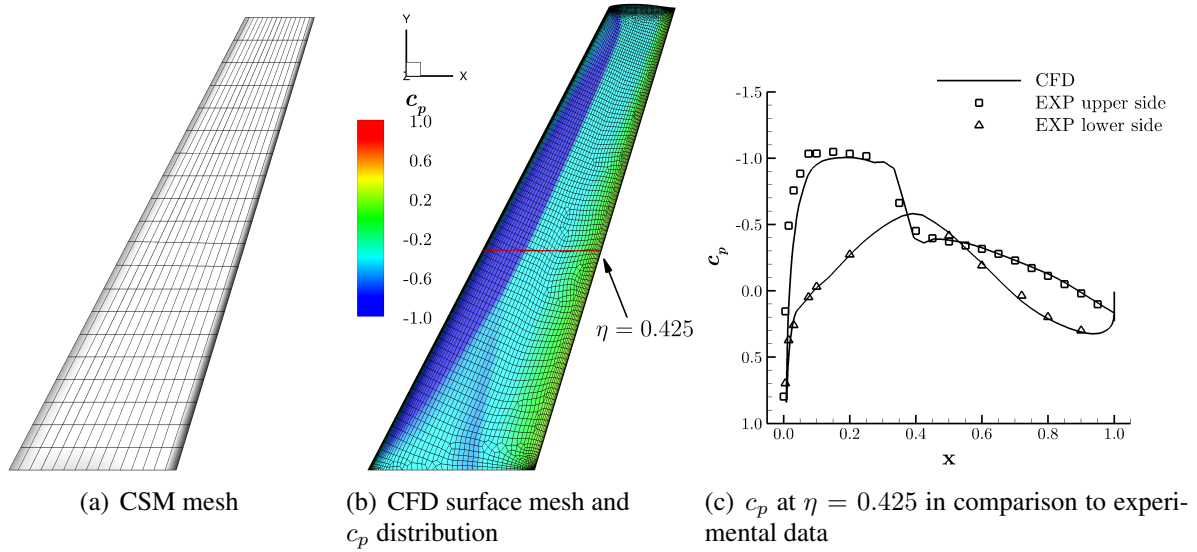 Y
X
Z
c_p
1.0
0.6
0.2
-0.2
-0.6
-1.0
η = 0.425
CFD
EXP upper side
EXP lower side
-1.5
-1.0
-0.5
0.0
0.5
1.0
c_p
0.0 0.2 0.4 0.6 0.8 1.0
x
(a) CSM mesh
(b) CFD surface mesh and
c_p distribution
(c) c_p at η = 0.425 in comparison to experi-
mental data